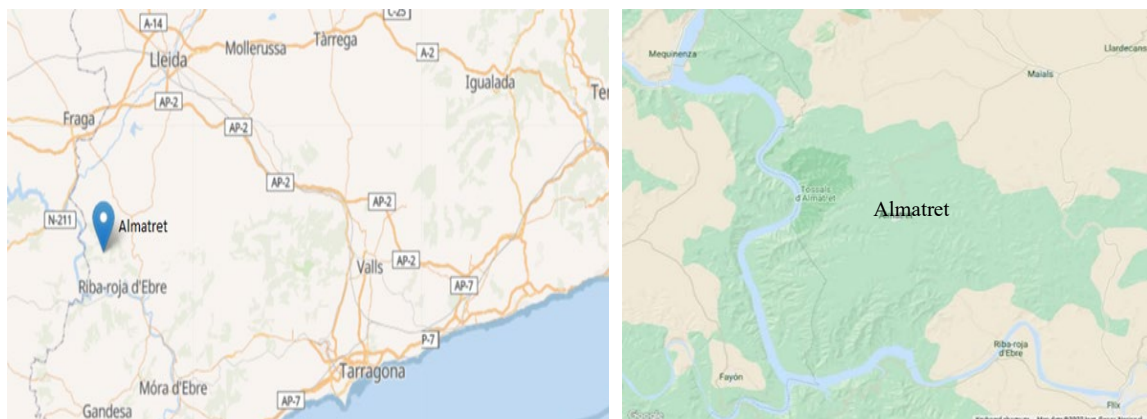 A-14
C-25
Mollerussa
Tàrrega
A-2
Lleida
Igualada
AP-2
Fraga
AP-2
AP-2
N-211
Almatret
AP-2
Valls
AP-2
AP-7
Riba-roja d'Ebre
P-7
Tarragona
Móra d'Ebre
AP-7
Gandesa
Mequinenza
Llardecans
Maials
Tossals
d'Almatret
Almatret
Riba-roja
d'Ebre
Fayón
Flix
Google